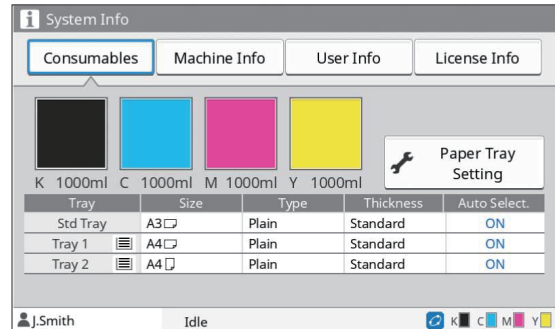 i System Info
Consumables Machine Info User Info License Info
K 1000ml C 1000ml M 1000ml Y 1000ml
Paper Tray
Setting
Tray Size Type Thickness Auto Select.
Std Tray A3 Plain Standard ON
Tray 1 A4 Plain Standard ON
Tray 2 A4 Plain Standard ON
J.Smith Idle K C M Y